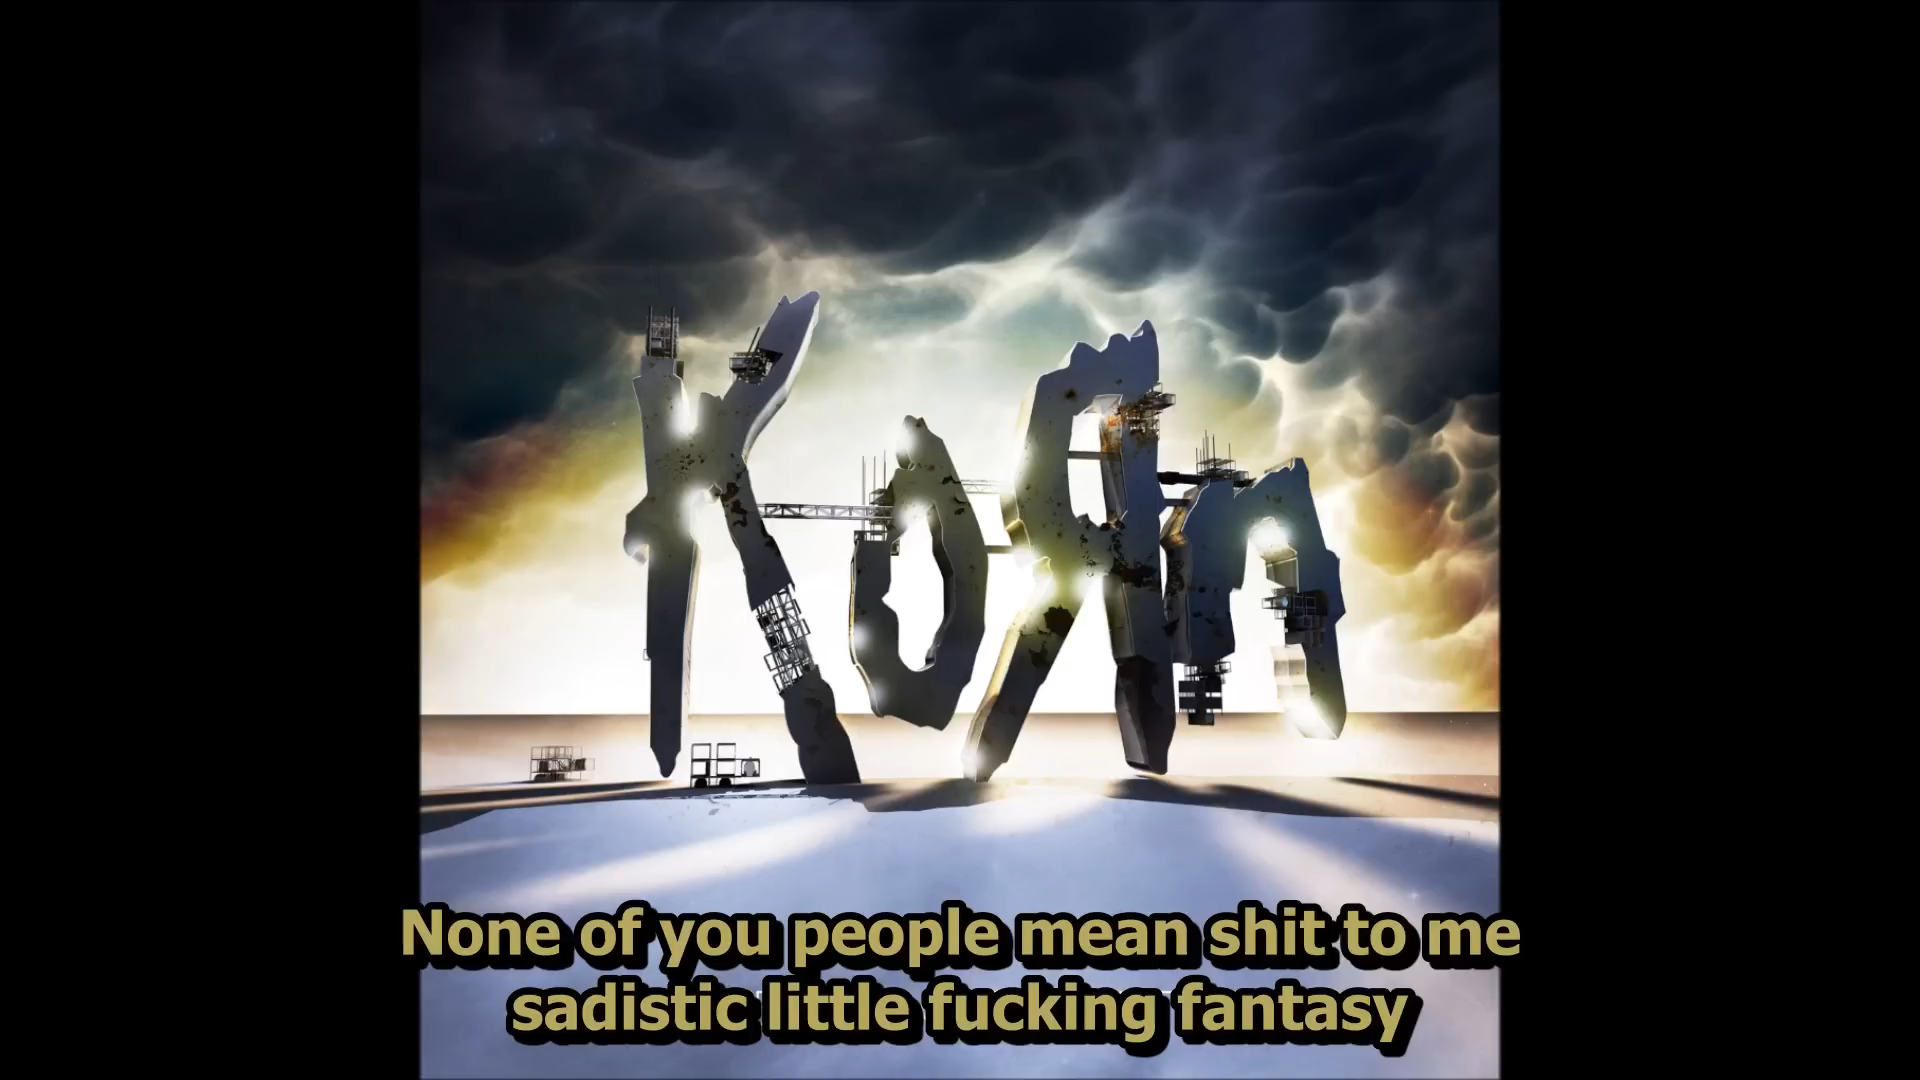 KoЯn
None of you people mean shit to me
sadistic little fucking fantasy